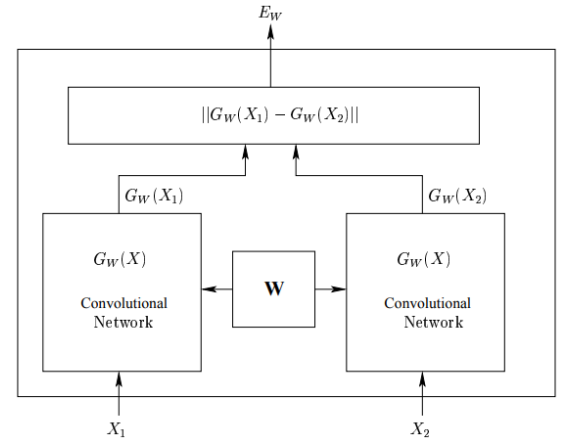 E_W
||G_W(X_1) − G_W(X_2)||
G_W(X_1)
G_W(X_2)
G_W(X)
Convolutional
Network
W
G_W(X)
Convolutional
Network
X_1
X_2